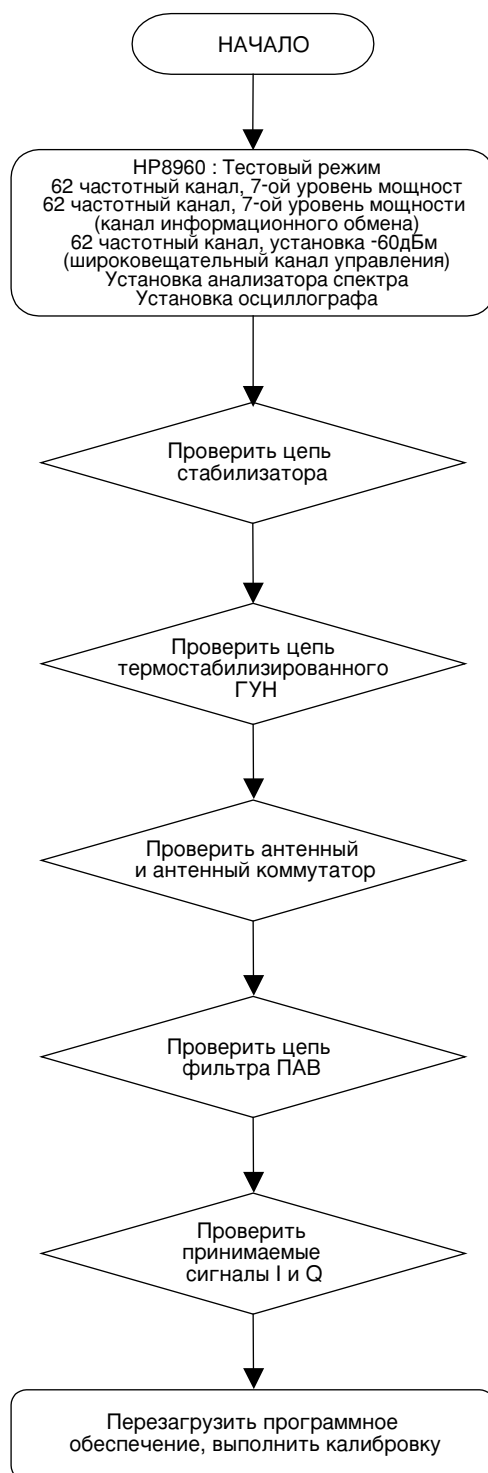 НАЧАЛО
HP8960 : Тестовый режим
62 частотный канал, 7-ой уровень мощност
62 частотный канал, 7-ой уровень мощности
(канал информационного обмена)
62 частотный канал, установка -60дБм
(широковещательный канал управления)
Установка анализатора спектра
Установка осциллографа
Проверить цепь
стабилизатора
Проверить цепь
термостабилизированного
ГУН
Проверить антенный
и антенный коммутатор
Проверить цепь
фильтра ПАВ
Проверить
принимаемые
сигналы I и Q
Перезагрузить программное
обеспечение, выполнить калибровку